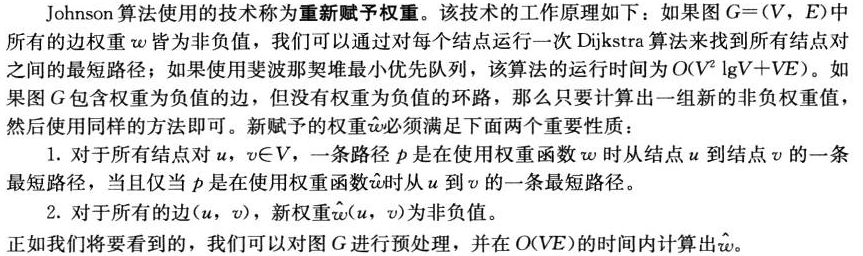 Johnson 算法使用的技术称为重新赋予权重。该技术的工作原理如下：如果图 G=(V, E)中
所有的边权重 w 皆为非负值，我们可以通过对每个结点运行一次 Dijkstra 算法来找到所有结点对
之间的最短路径；如果使用斐波那契堆最小优先队列，该算法的运行时间为 O(V² lgV+VE)。如
果图 G 包含权重为负值的边，但没有权重为负值的环路，那么只要计算出一组新的非负权重值，
然后使用同样的方法即可。新赋予的权重ŵ必须满足下面两个重要性质：
1. 对于所有结点对 u, v∈V，一条路径 p 是在使用权重函数 w 时从结点 u 到结点 v 的一条
最短路径，当且仅当 p 是在使用权重函数ŵ时从 u 到 v 的一条最短路径。
2. 对于所有的边(u, v)，新权重ŵ(u, v)为非负值。
正如我们将要看到的，我们可以对图 G 进行预处理，并在 O(VE)的时间内计算出ŵ。